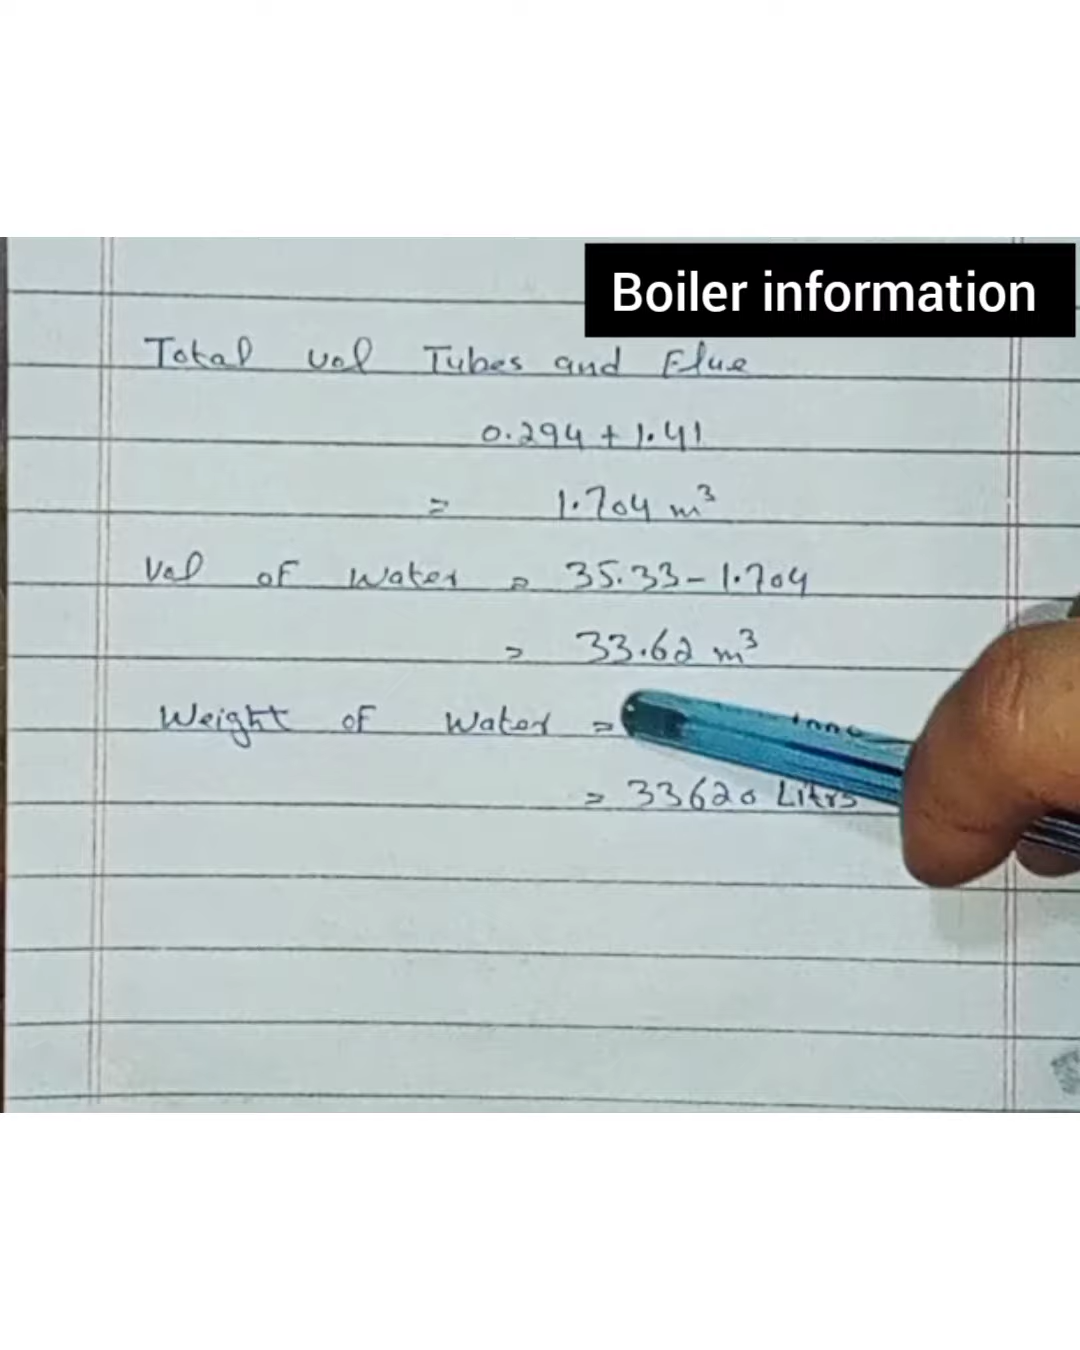 Boiler information
Total vol Tubes and Flue
0.294 + 1.41
= 1.704 m³
Vol of Water = 35.33 - 1.704
= 33.62 m³
Weight of Water =
= 33620 Litrs